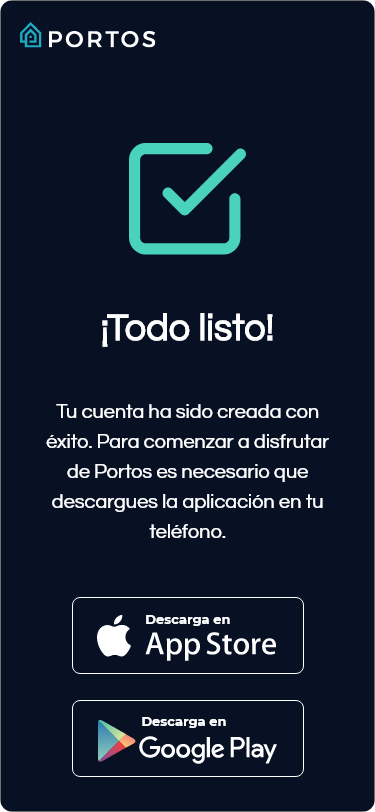 PORTOS
¡Todo listo!
Tu cuenta ha sido creada con
éxito. Para comenzar a disfrutar
de Portos es necesario que
descargues la aplicación en tu
teléfono.
Descarga en
App Store
Descarga en
Google Play